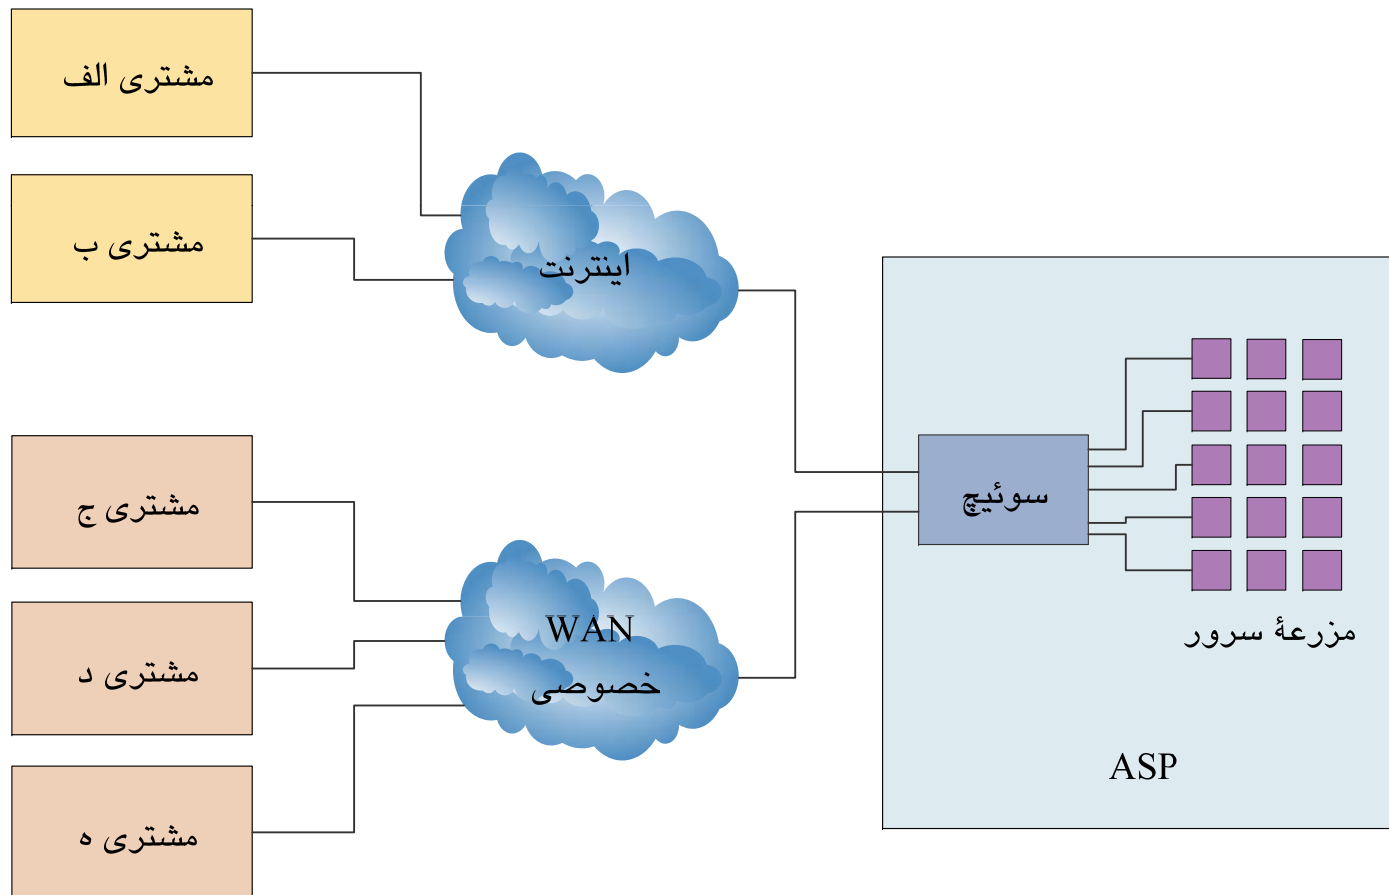 مشتری الف
مشتری ب
اینترنت
سوئیچ
مشتری ج
مشتری د
مشتری ه
WAN
خصوصی
مزرعهٔ سرور
ASP